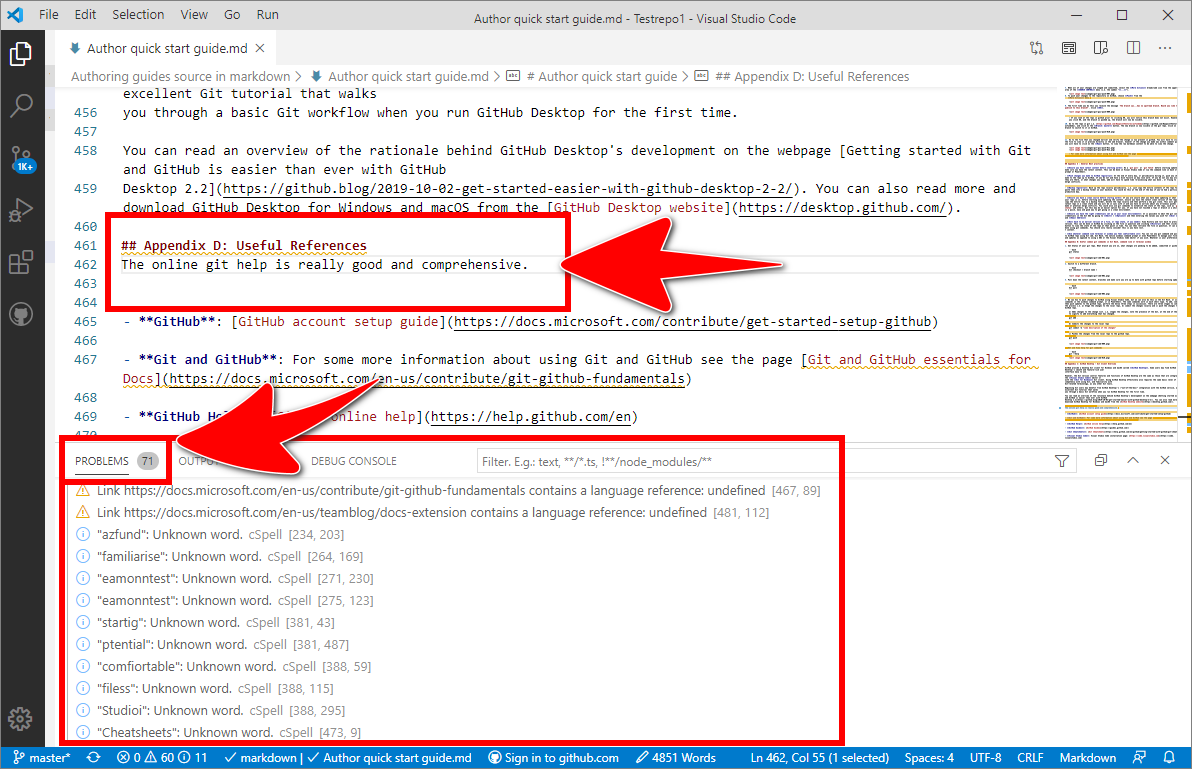 File Edit Selection View Go Run
Author quick start guide.md - Testrepo1 - Visual Studio Code
Author quick start guide.md
Authoring guides source in markdown > Author quick start guide.md > # Author quick start guide > ## Appendix D: Useful References
excellent Git tutorial that walks
456 you through a basic Git workflow when you run GitHub Desktop for the first time.
457
458 You can read an overview of the
GitHub Desktop's development on the webpage [Getting started with Git
and GitHub is easier than ever with GitHub
459 Desktop 2.2](https://github.blog/2019-10-02-get-started-easier-with-github-desktop-2-2/). You can also read more and
download GitHub Desktop for Windows and macOS from the [GitHub Desktop website](https://desktop.github.com/).
460
461 ## Appendix D: Useful References
462 The online git help is really good and comprehensive.
463
464
465 - **GitHub**: [GitHub account setup guide](https://docs.microsoft.com/contribute/get-started-setup-github)
466
467 - **Git and GitHub**: For some more information about using Git and GitHub see the page [Git and GitHub essentials for
Docs](https://docs.microsoft.com/en-us/contribute/git-github-fundamentals)
468
469 - **GitHub online help](https://help.github.com/en)
470
PROBLEMS 71 DEBUG CONSOLE
Filter. E.g.: text, **/*.ts, !**/node_modules/**
Link https://docs.microsoft.com/en-us/contribute/git-github-fundamentals contains a language reference: undefined [467, 89]
Link https://docs.microsoft.com/en-us/teamblog/docs-extension contains a language reference: undefined [481, 112]
"azfund": Unknown word. cSpell [234, 203]
"familiarise": Unknown word. cSpell [264, 169]
"eamonntest": Unknown word. cSpell [271, 230]
"eamonntest": Unknown word. cSpell [275, 123]
"startig": Unknown word. cSpell [381, 43]
"ptential": Unknown word. cSpell [381, 487]
"comfiortable": Unknown word. cSpell [388, 59]
"filess": Unknown word. cSpell [388, 115]
"Studioi": Unknown word. cSpell [388, 295]
"Cheatsheets": Unknown word. cSpell [473, 9]
1K+
master* 0 60 11 markdown | Author quick start guide.md Sign in to github.com 4851 Words Ln 462, Col 55 (1 selected) Spaces: 4 UTF-8 CRLF Markdown